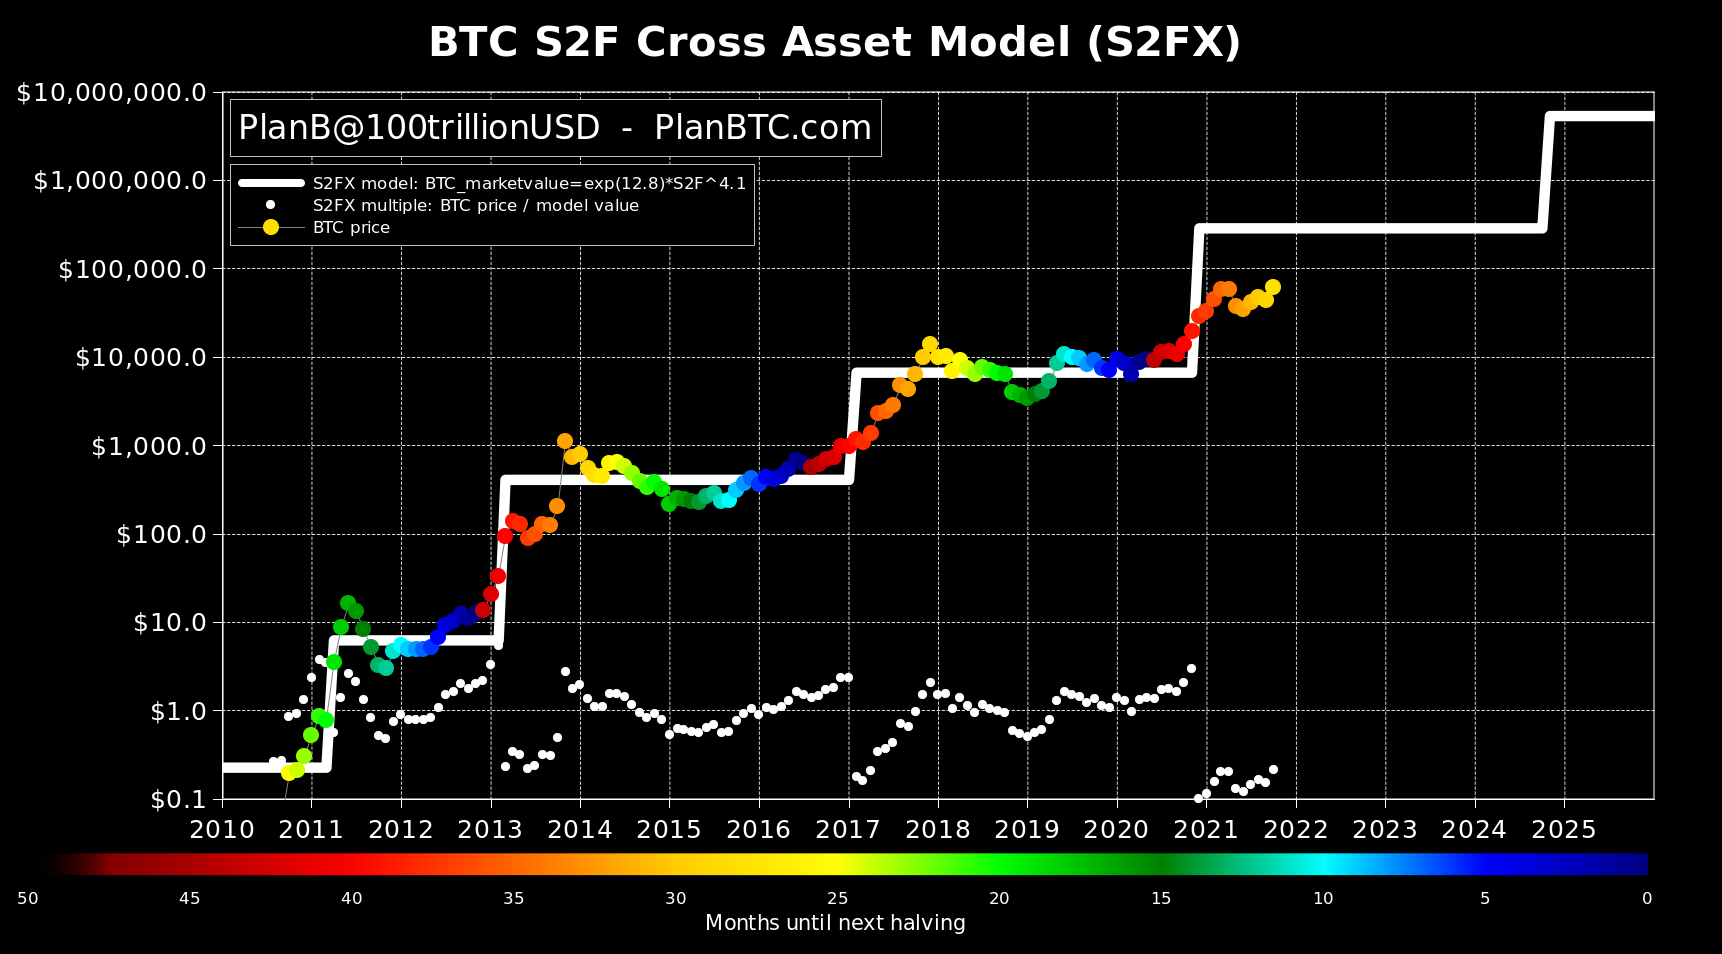 BTC S2F Cross Asset Model (S2FX)
$10,000,000.0
PlanB@100trillionUSD - PlanBTC.com
$1,000,000.0
S2FX model: BTC_marketvalue=exp(12.8)*S2F^4.1
S2FX multiple: BTC price / model value
BTC price
$100,000.0
$10,000.0
$1,000.0
$100.0
$10.0
$1.0
$0.1
2010 2011 2012 2013 2014 2015 2016 2017 2018 2019 2020 2021 2022 2023 2024 2025
50 45 40 35 30 25 20 15 10 5 0
Months until next halving